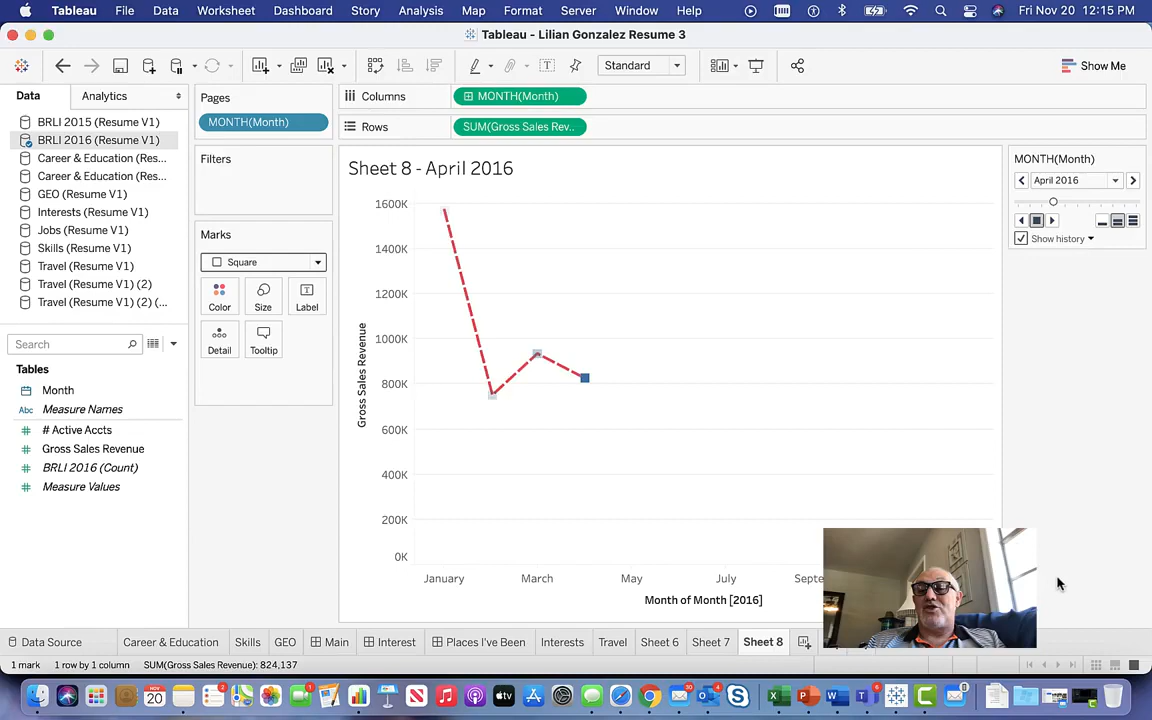 Tableau File Data Worksheet Dashboard Story Analysis Map Format Server Window Help Fri Nov 20 12:15 PM
Tableau - Lilian Gonzalez Resume 3
Standard Show Me
Data Analytics
BRLI 2015 (Resume V1)
BRLI 2016 (Resume V1)
Career & Education (Res...
Career & Education (Res...
GEO (Resume V1)
Interests (Resume V1)
Jobs (Resume V1)
Skills (Resume V1)
Travel (Resume V1)
Travel (Resume V1) (2)
Travel (Resume V1) (2) (...
Search
Tables
Month
Abc Measure Names
# # Active Accts
# Gross Sales Revenue
# BRLI 2016 (Count)
# Measure Values
Pages
MONTH(Month)
Filters
Marks
Square
Color Size Label
Detail Tooltip
Columns MONTH(Month)
Rows SUM(Gross Sales Rev..
Sheet 8 - April 2016
1600K
1400K
1200K
1000K
800K
600K
400K
200K
0K
Gross Sales Revenue
January March May July Septe
Month of Month [2016]
MONTH(Month)
April 2016
Show history
Data Source Career & Education Skills GEO Main Interest Places I've Been Interests Travel Sheet 6 Sheet 7 Sheet 8
1 mark 1 row by 1 column SUM(Gross Sales Revenue): 824,137